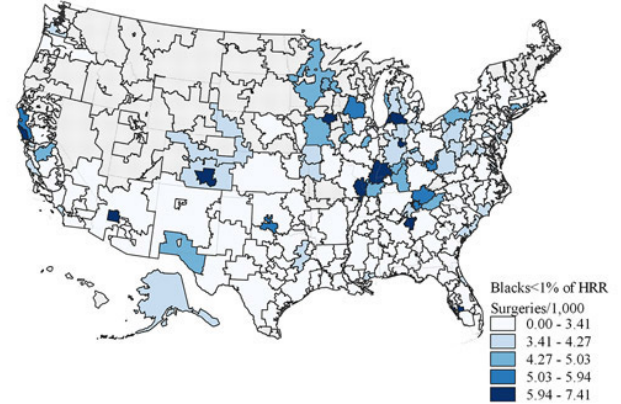 Blacks<1% of HRR
Surgeries/1,000
0.00 - 3.41
3.41 - 4.27
4.27 - 5.03
5.03 - 5.94
5.94 - 7.41